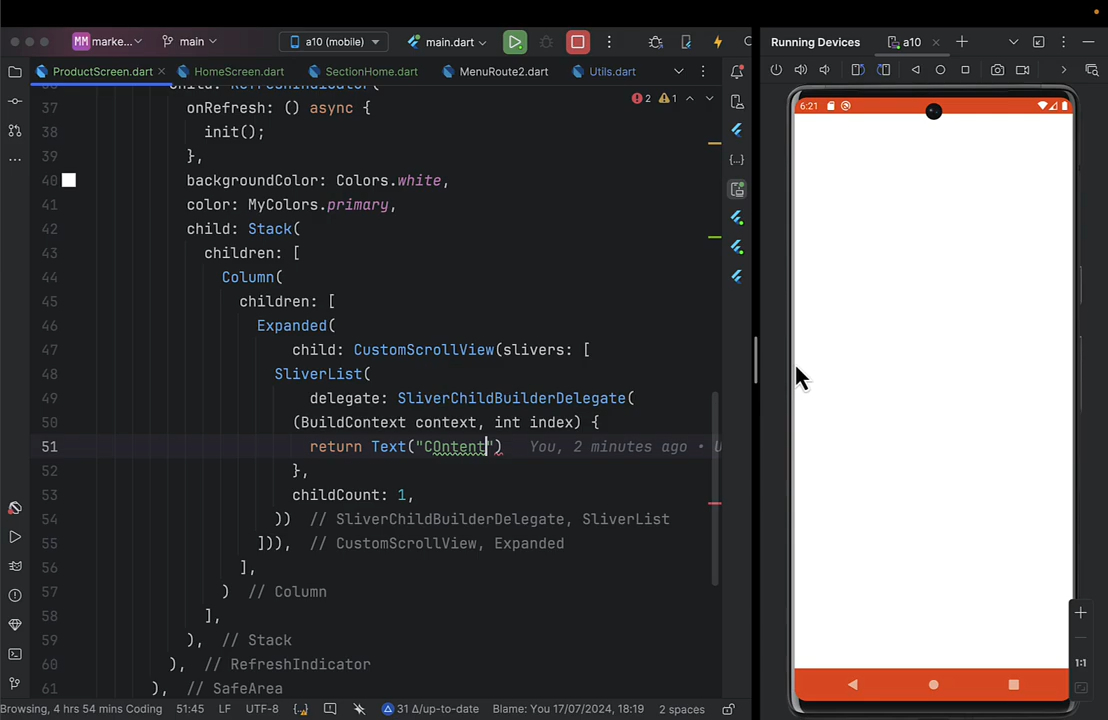 MM marke...
main
a10 (mobile)
main.dart
Running Devices
a10
ProductScreen.dart
HomeScreen.dart
SectionHome.dart
MenuRoute2.dart
Utils.dart
2
1
child: RefreshIndicator(
37 onRefresh: () async {
38 init();
39 },
40 backgroundColor: Colors.white,
41 color: MyColors.primary,
42 child: Stack(
43 children: [
44 Column(
45 children: [
46 Expanded(
47 child: CustomScrollView(slivers: [
48 SliverList(
49 delegate: SliverChildBuilderDelegate(
50 (BuildContext context, int index) {
51 return Text("COntent") You, 2 minutes ago • U
52 },
53 childCount: 1,
54 )) // SliverChildBuilderDelegate, SliverList
55 ])), // CustomScrollView, Expanded
56 ],
57 ) // Column
58 ],
59 ), // Stack
60 ), // RefreshIndicator
61 ), // SafeArea
6:21
1:1
Browsing, 4 hrs 54 mins Coding
51:45
LF
UTF-8
{..}
31 Δ/up-to-date
Blame: You 17/07/2024, 18:19
2 spaces